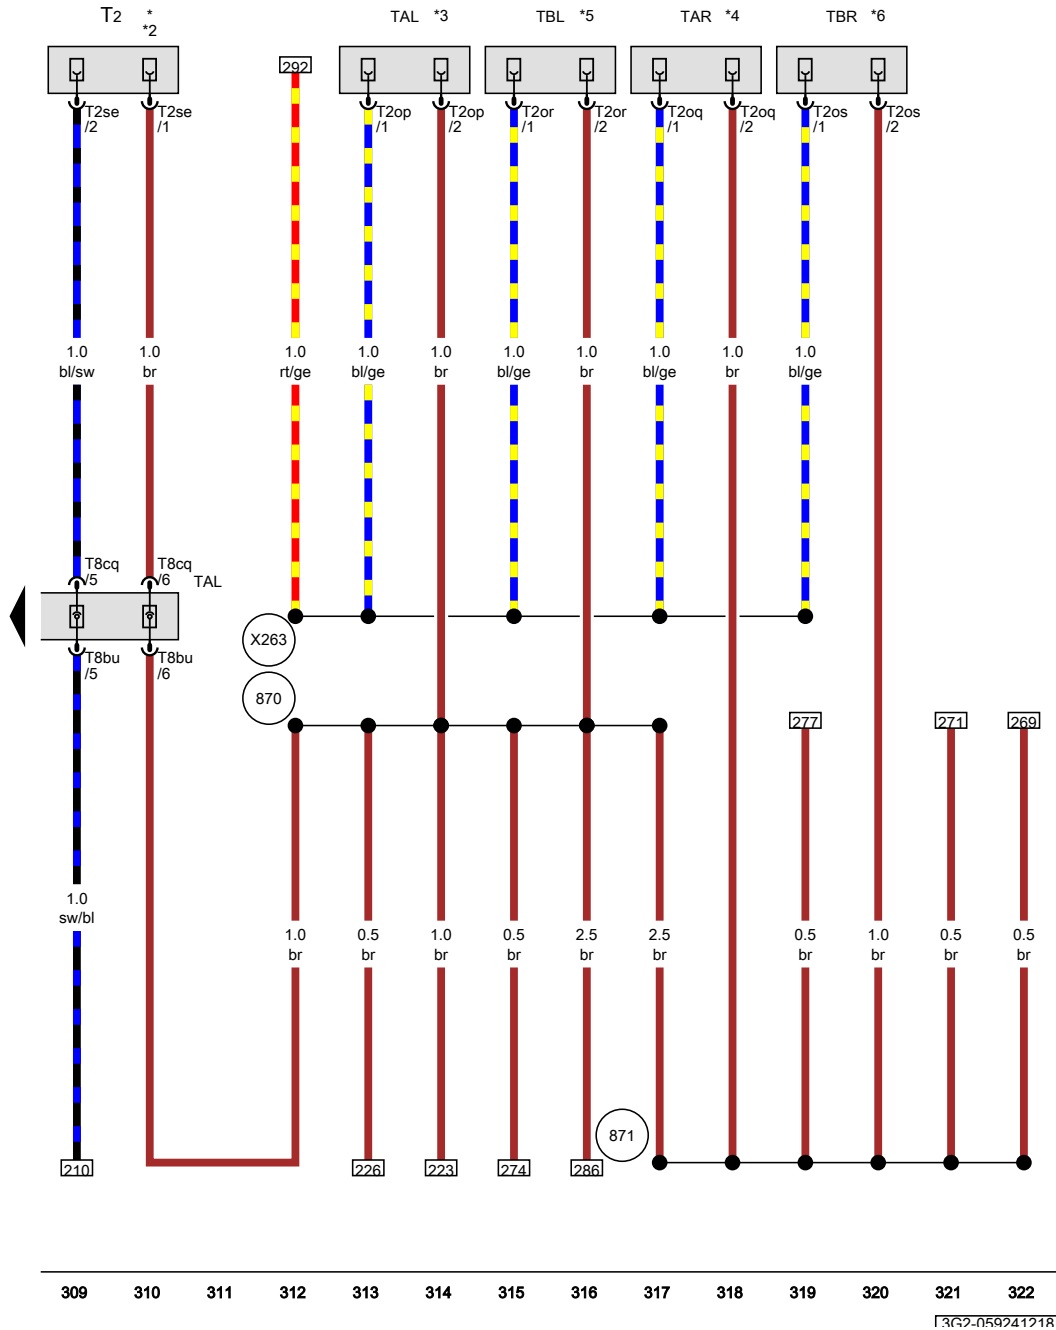 T2 * TAL *3 TBL *5 TAR *4 TBR *6
*2
292
T2se T2se T2op T2op T2or T2or T2oq T2oq T2os T2os
/2 /1 /1 /2 /1 /2 /1 /2 /1 /2
1.0 1.0 1.0 1.0 1.0 1.0 1.0 1.0 1.0 1.0
bl/sw br rt/ge bl/ge br bl/ge br bl/ge br bl/ge
T8cq T8cq
/5 /6 TAL
X263
T8bu T8bu
/5 /6
870
277 271 269
1.0
sw/bl
1.0 0.5 1.0 0.5 2.5 2.5 0.5 1.0 0.5 0.5
br br br br br br br br br br
871
210 226 223 274 286
309 310 311 312 313 314 315 316 317 318 319 320 321 322
3G2-059241218